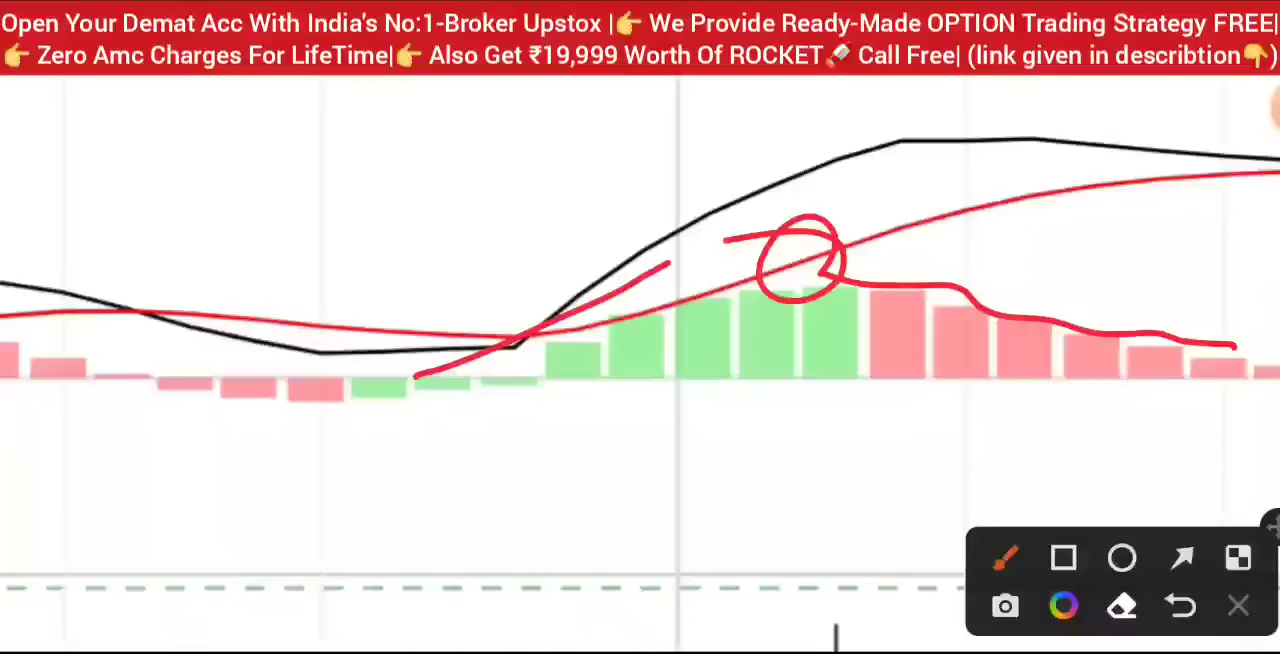 Open Your Demat Acc With India's No:1-Broker Upstox |👉 We Provide Ready-Made OPTION Trading Strategy FREE|
👉 Zero Amc Charges For LifeTime|👉 Also Get ₹19,999 Worth Of ROCKET🚀 Call Free| (link given in describtion👇)